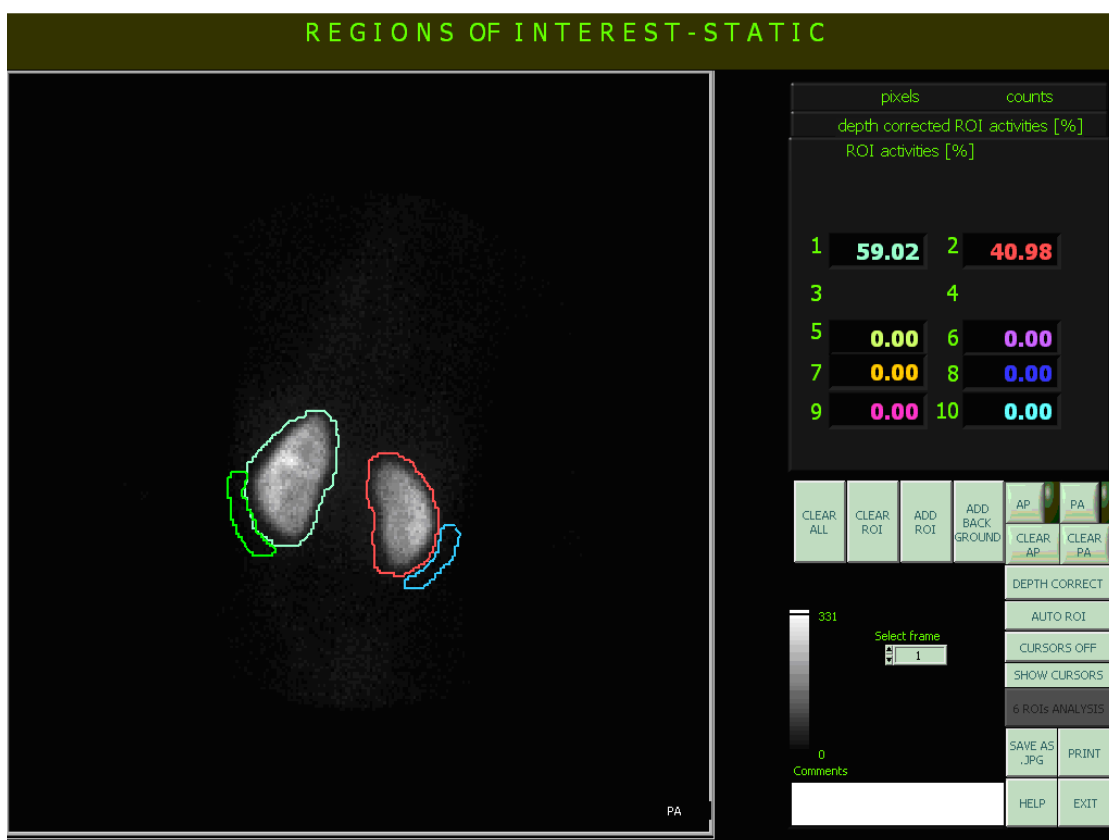 REGIONS OF INTEREST-STATIC
pixels counts
depth corrected ROI activities [%]
ROI activities [%]
1 59.02 2 40.98
3 4
5 0.00 6 0.00
7 0.00 8 0.00
9 0.00 10 0.00
CLEAR ALL
CLEAR ROI
ADD ROI
ADD BACK GROUND
AP
PA
CLEAR AP
CLEAR PA
DEPTH CORRECT
AUTO ROI
CURSORS OFF
SHOW CURSORS
6 ROIs ANALYSIS
SAVE AS .JPG
PRINT
HELP
EXIT
331
Select frame
1
0
Comments
PA